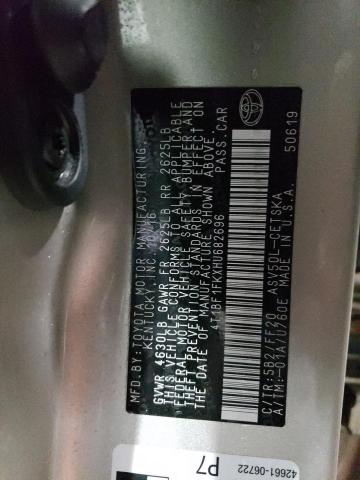 MFD.BY:TOYOTA MOTOR MANUFACTURING,
KENTUCKY,INC.
GVWR 4630LB GAWR FR 2625LB RR 2625LB
THIS VEHICLE CONFORMS TO ALL APPLICABLE
FEDERAL MOTOR VEHICLE SAFETY,BUMPER,AND
THEFT PREVENTION STANDARDS IN EFFECT ON
THE DATE OF MANUFACTURE SHOWN ABOVE.
4T1BF1FKXHU682696 PASS.CAR
C/TR:5B2/FF20 ASV50L-CETSKA
A/TM:-04A/U760E MADE IN U.S.A. 50619
42661-06722
P7